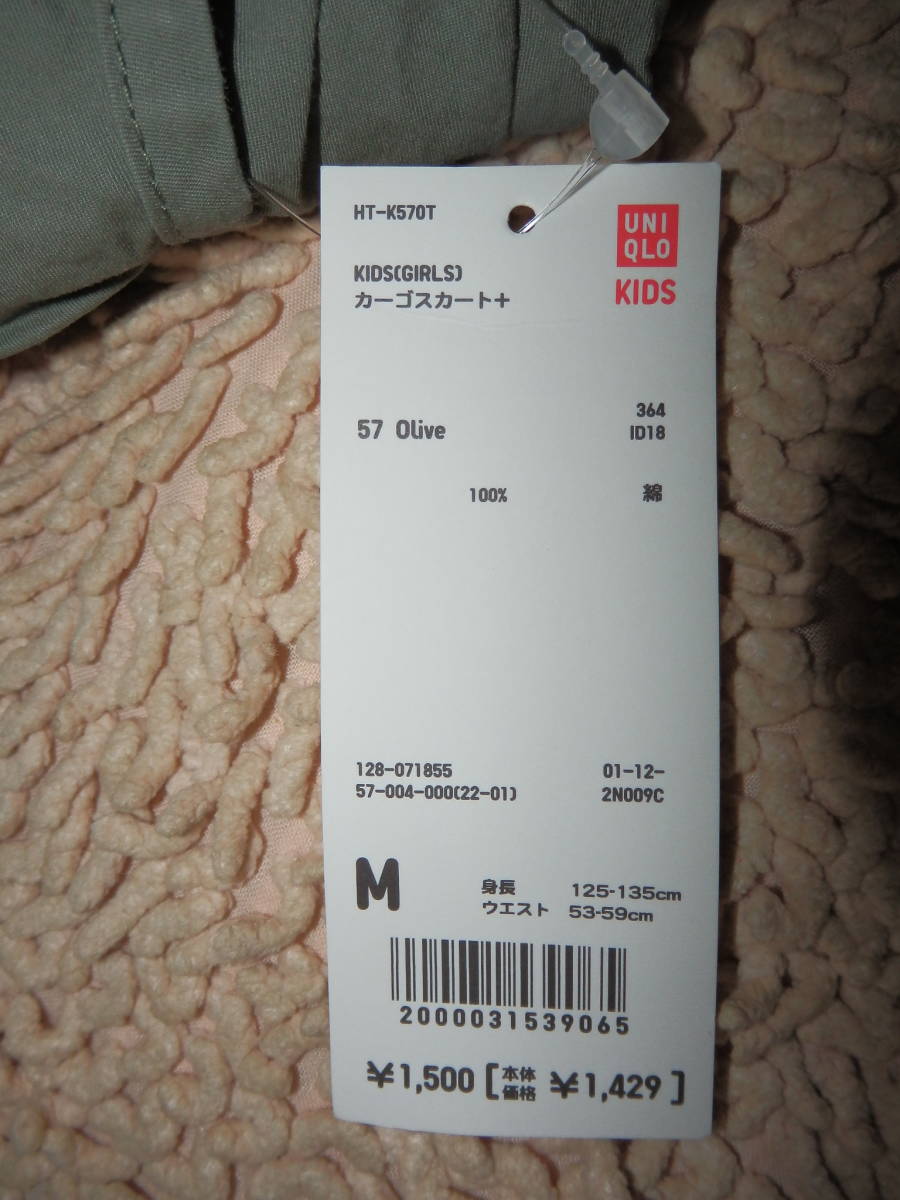 HT-K570T
UNI
QLO
KIDS
KIDS(GIRLS)
カーゴスカート+
57 Olive
364
ID18
100% 綿
128-071855 01-12-
57-004-000(22-01) 2N009C
M
身長 125-135cm
ウエスト 53-59cm
2000031539065
¥1,500 [本体価格 ¥1,429]